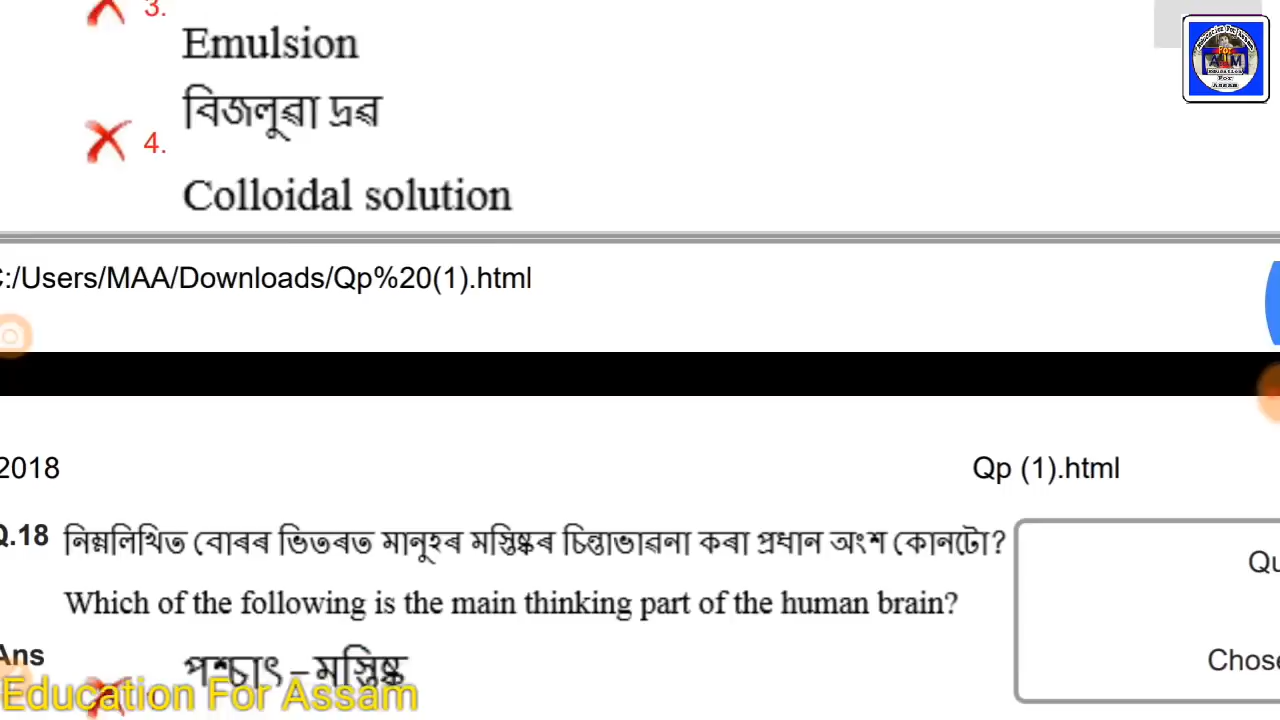 3.
Emulsion
বিজলুৱা দ্ৰৱ
4.
Colloidal solution
:/Users/MAA/Downloads/Qp%20(1).html
2018
Qp (1).html
Q.18 নিম্নলিখিত বোৰৰ ভিতৰত মানুহৰ মস্তিষ্কৰ চিন্তাভাৱনা কৰা প্ৰধান অংশ কোনটো?
Which of the following is the main thinking part of the human brain?
Ans
পশ্চাৎ – মস্তিষ্ক
Education For Assam